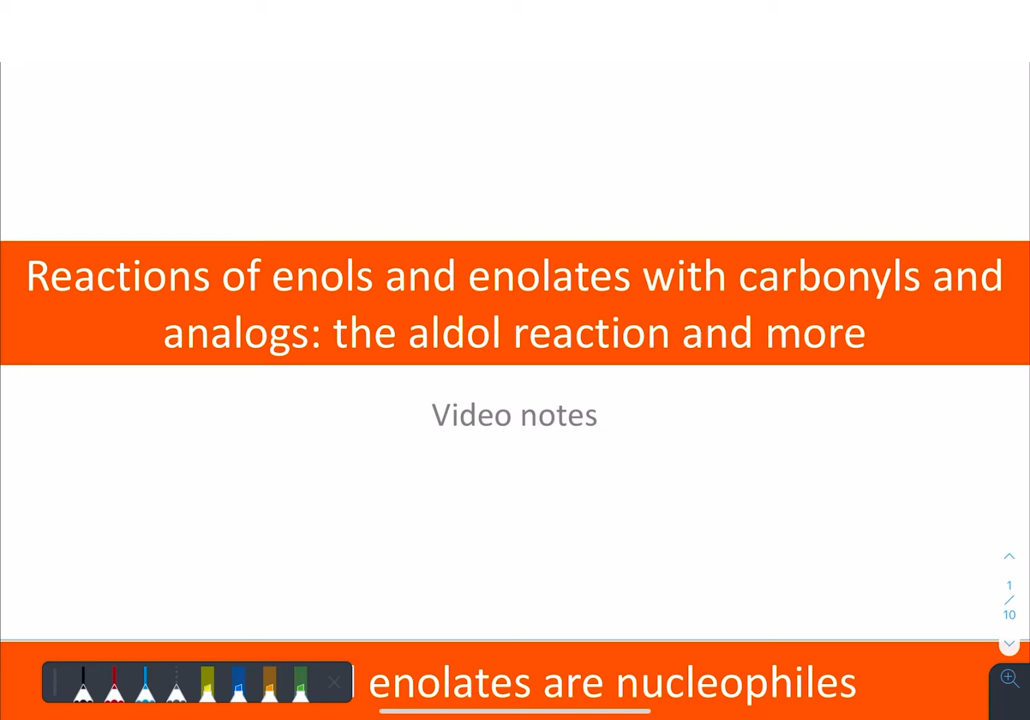 Reactions of enols and enolates with carbonyls and
analogs: the aldol reaction and more
Video notes
1
/
10
enolates are nucleophiles